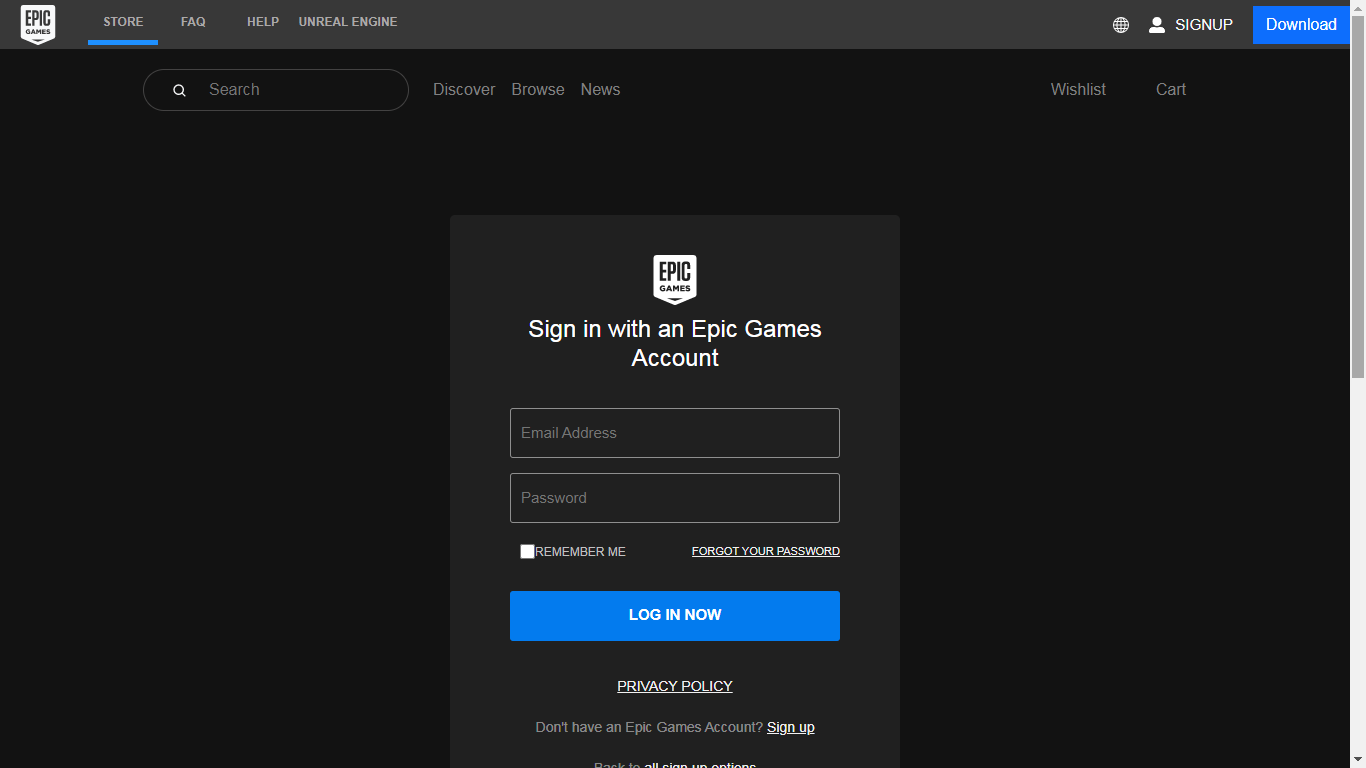 EPIC
GAMES
STORE
FAQ
HELP
UNREAL ENGINE
SIGNUP
Download
Search
Discover
Browse
News
Wishlist
Cart
EPIC
GAMES
Sign in with an Epic Games
Account
Email Address
Password
REMEMBER ME
FORGOT YOUR PASSWORD
LOG IN NOW
PRIVACY POLICY
Don't have an Epic Games Account? Sign up
Back to all sign up options